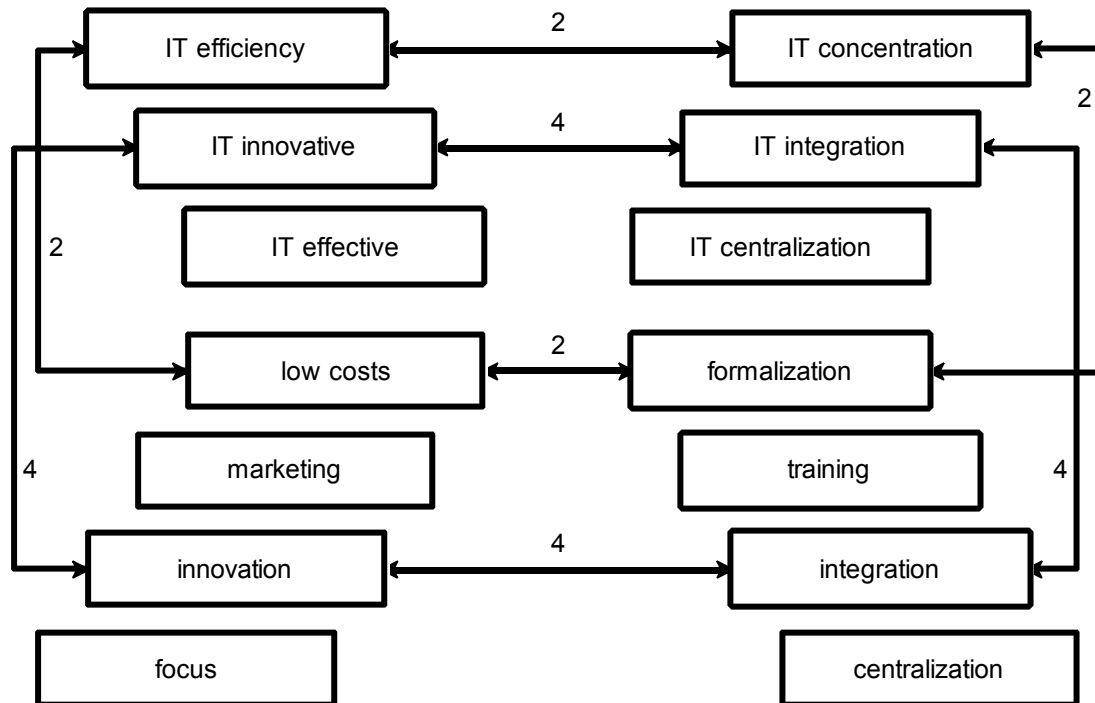 2
IT efficiency
IT concentration
2
4
IT innovative
IT integration
2
IT effective
IT centralization
2
low costs
formalization
4
marketing
training
4
4
innovation
integration
focus
centralization